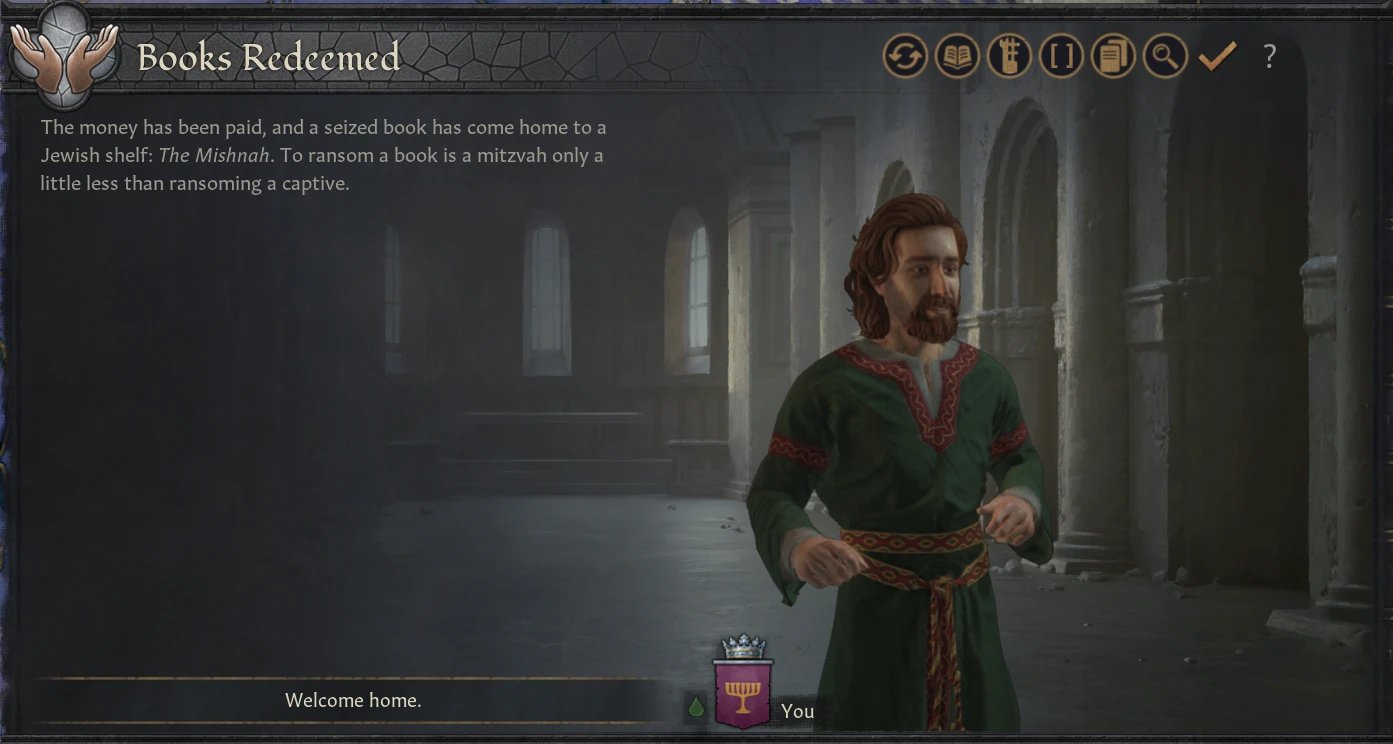 Books Redeemed
?
The money has been paid, and a seized book has come home to a
Jewish shelf: The Mishnah. To ransom a book is a mitzvah only a
little less than ransoming a captive.
Welcome home.
You